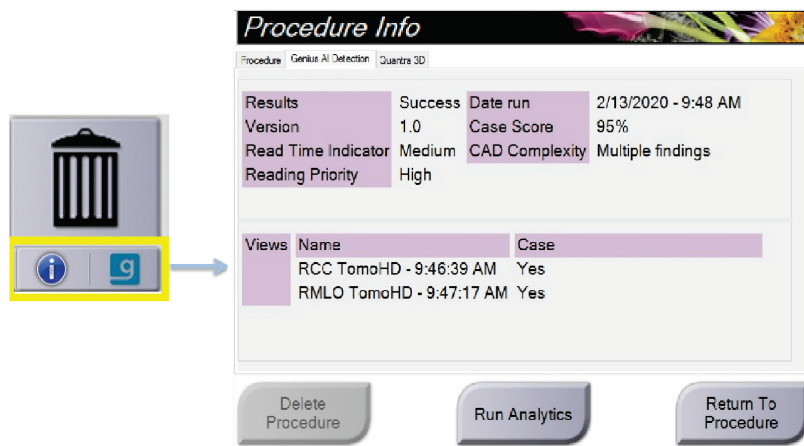 Procedure Info
Procedure Genius AI Detection Quantra 3D
Results Success Date run 2/13/2020 - 9:48 AM
Version 1.0 Case Score 95%
Read Time Indicator Medium CAD Complexity Multiple findings
Reading Priority High
i g
Views Name Case
RCC TomoHD - 9:46:39 AM Yes
RMLO TomoHD - 9:47:17 AM Yes
Delete Procedure
Run Analytics
Return To Procedure